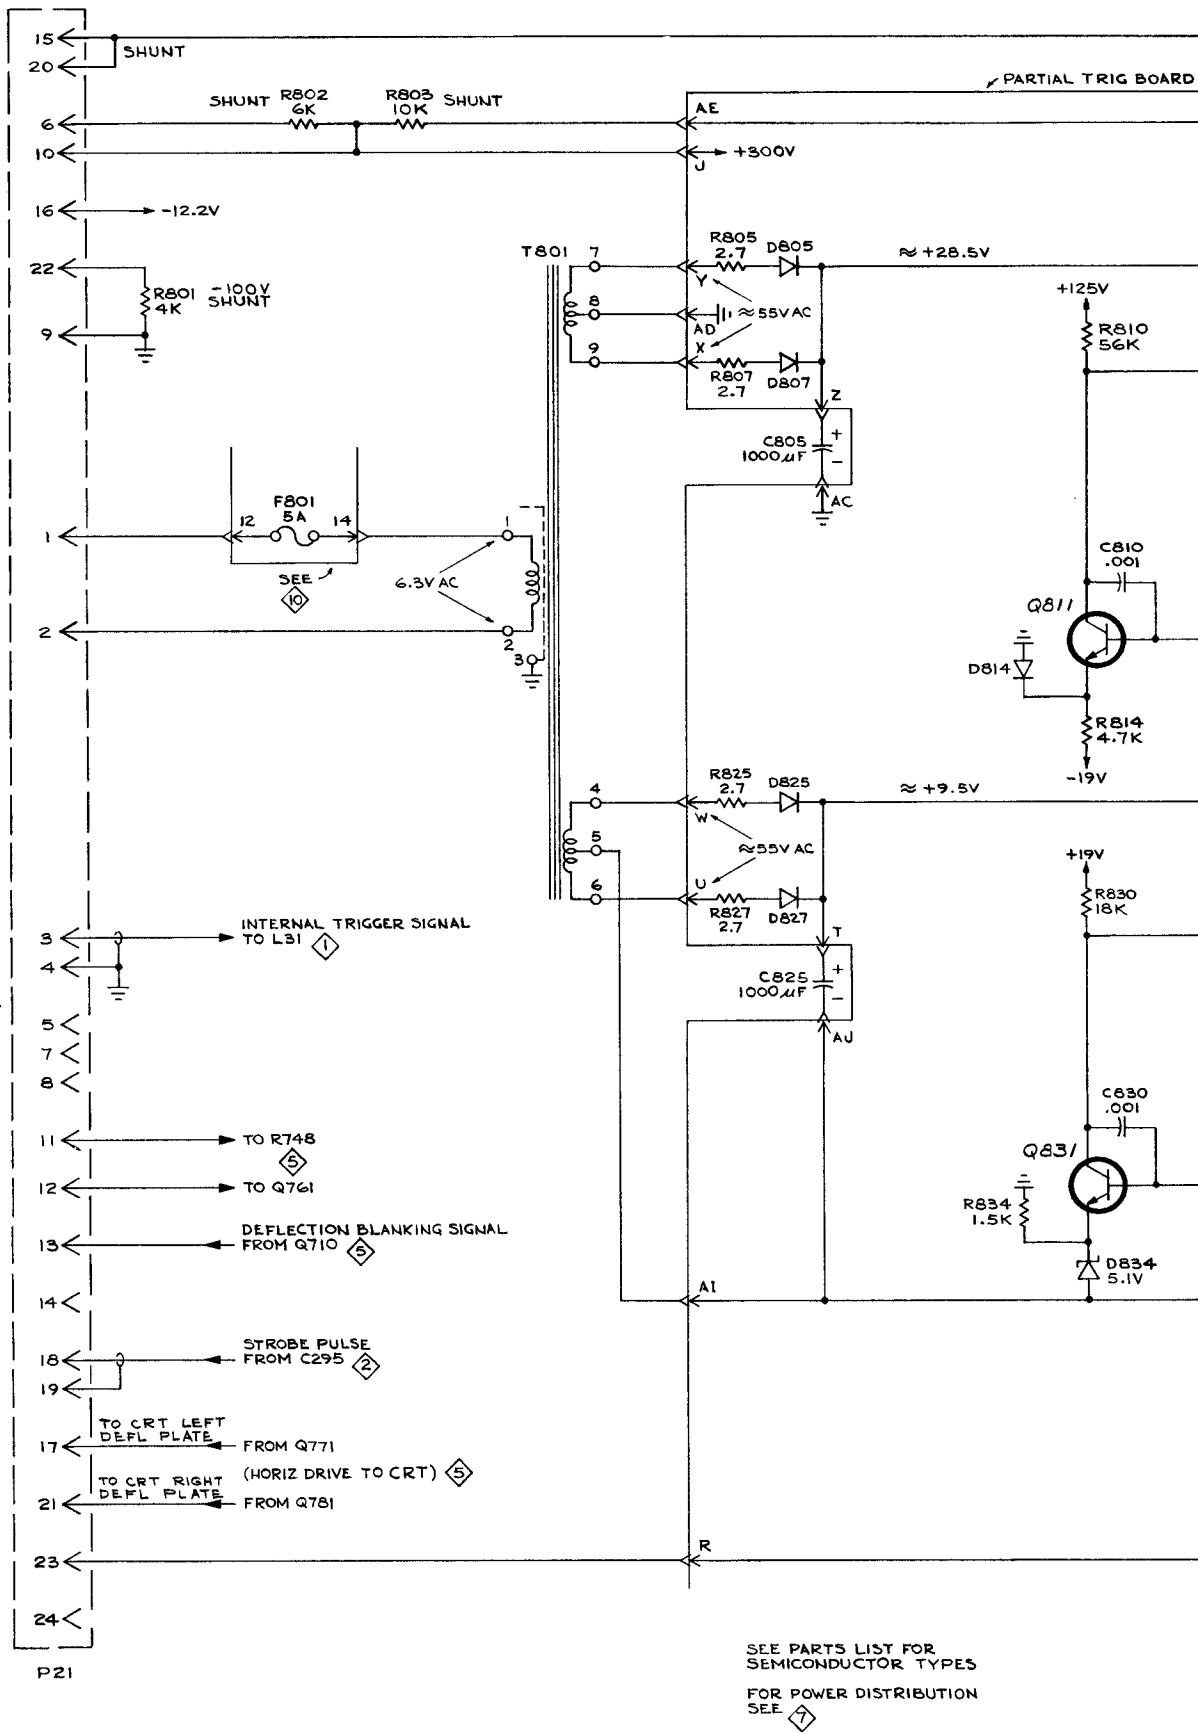 15
SHUNT
20
PARTIAL TRIG BOARD
SHUNT R802 R803 SHUNT
6K 10K
6
AE
10
+300V
J
16
-12.2V
22
R801 -100V
4K SHUNT
9
T801
7
R805 D805
2.7
≈ +28.5V
Y
8
≈55V AC
AD
9
X
R807 D807
2.7
Z
C805 +
1000µF -
AC
+125V
R810
56K
1
12
F801
5A
14
1
SEE
10
6.3V AC
2
2
3
C810
.001
Q811
D814
R814
4.7K
-19V
4
R825 D825
2.7
≈ +9.5V
W
5
≈55V AC
6
U
R827 D827
2.7
T
C825 +
1000µF -
AU
+19V
R830
18K
3
INTERNAL TRIGGER SIGNAL
TO L31 1
4
5
7
8
C830
.001
Q831
R834
1.5K
D834
5.1V
11
TO R748
5
12
TO Q761
13
DEFLECTION BLANKING SIGNAL
FROM Q710 5
14
AI
18
STROBE PULSE
FROM C295 2
19
TO CRT LEFT
DEFL PLATE
17
FROM Q771
(HORIZ DRIVE TO CRT) 5
TO CRT RIGHT
DEFL PLATE
21
FROM Q781
23
R
24
P21
SEE PARTS LIST FOR
SEMICONDUCTOR TYPES
FOR POWER DISTRIBUTION
SEE 7